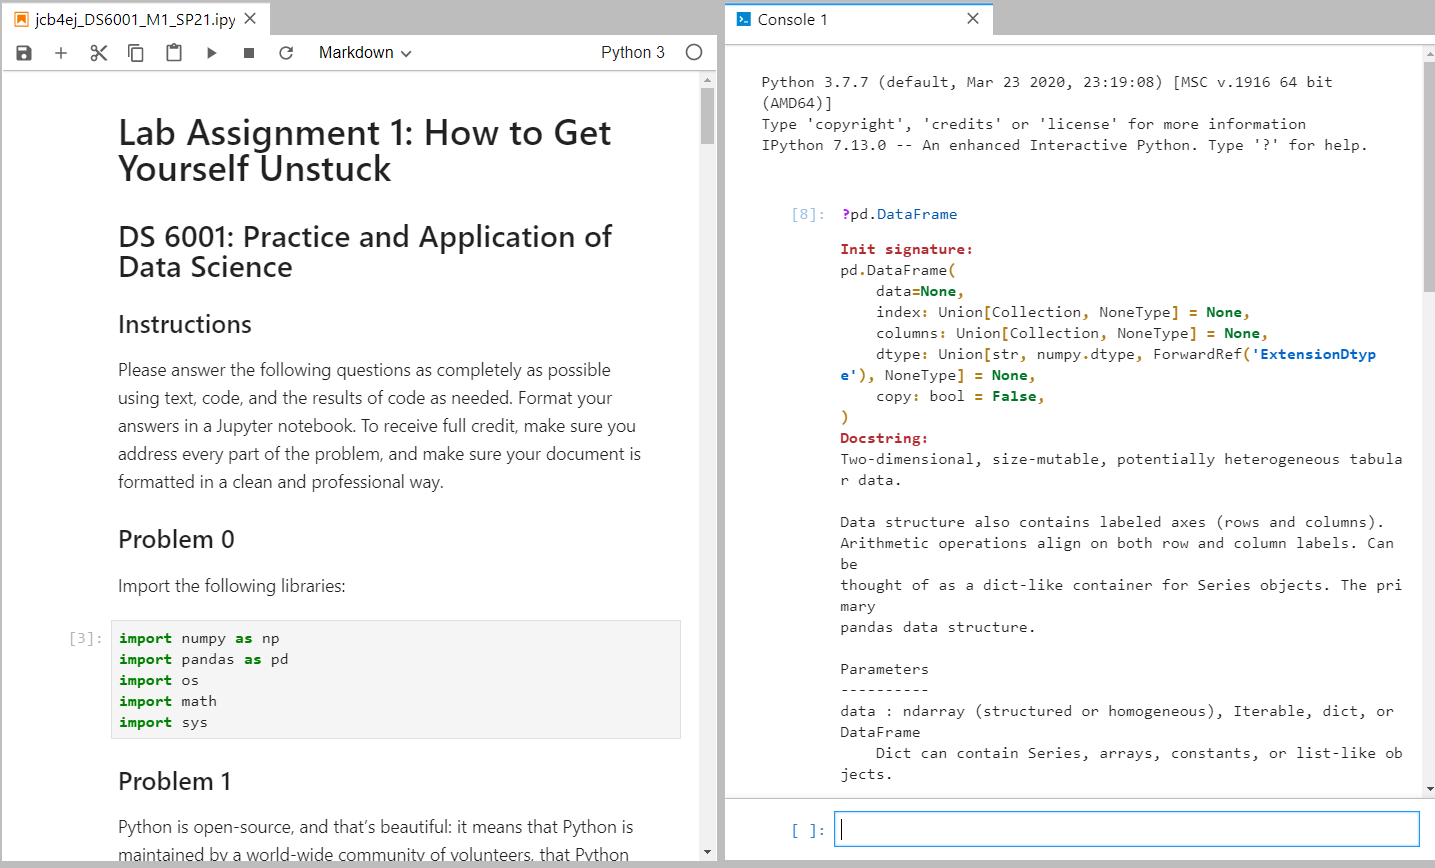 jcb4ej_DS6001_M1_SP21.ipy
Markdown
Python 3
Lab Assignment 1: How to Get
Yourself Unstuck
DS 6001: Practice and Application of
Data Science
Instructions
Please answer the following questions as completely as possible
using text, code, and the results of code as needed. Format your
answers in a Jupyter notebook. To receive full credit, make sure you
address every part of the problem, and make sure your document is
formatted in a clean and professional way.
Problem 0
Import the following libraries:
[3]:
import numpy as np
import pandas as pd
import os
import math
import sys
Problem 1
Python is open-source, and that's beautiful: it means that Python is
maintained by a world-wide community of volunteers, that Python
Console 1
Python 3.7.7 (default, Mar 23 2020, 23:19:08) [MSC v.1916 64 bit
(AMD64)]
Type 'copyright', 'credits' or 'license' for more information
IPython 7.13.0 -- An enhanced Interactive Python. Type '?' for help.
[8]: ?pd.DataFrame
Init signature:
pd.DataFrame(
    data=None,
    index: Union[Collection, NoneType] = None,
    columns: Union[Collection, NoneType] = None,
    dtype: Union[str, numpy.dtype, ForwardRef('ExtensionDtyp
e'), NoneType] = None,
    copy: bool = False,
)
Docstring:
Two-dimensional, size-mutable, potentially heterogeneous tabula
r data.
Data structure also contains labeled axes (rows and columns).
Arithmetic operations align on both row and column labels. Can
be
thought of as a dict-like container for Series objects. The pri
mary
pandas data structure.
Parameters
----------
data : ndarray (structured or homogeneous), Iterable, dict, or
DataFrame
    Dict can contain Series, arrays, constants, or list-like ob
jects.
[ ]: